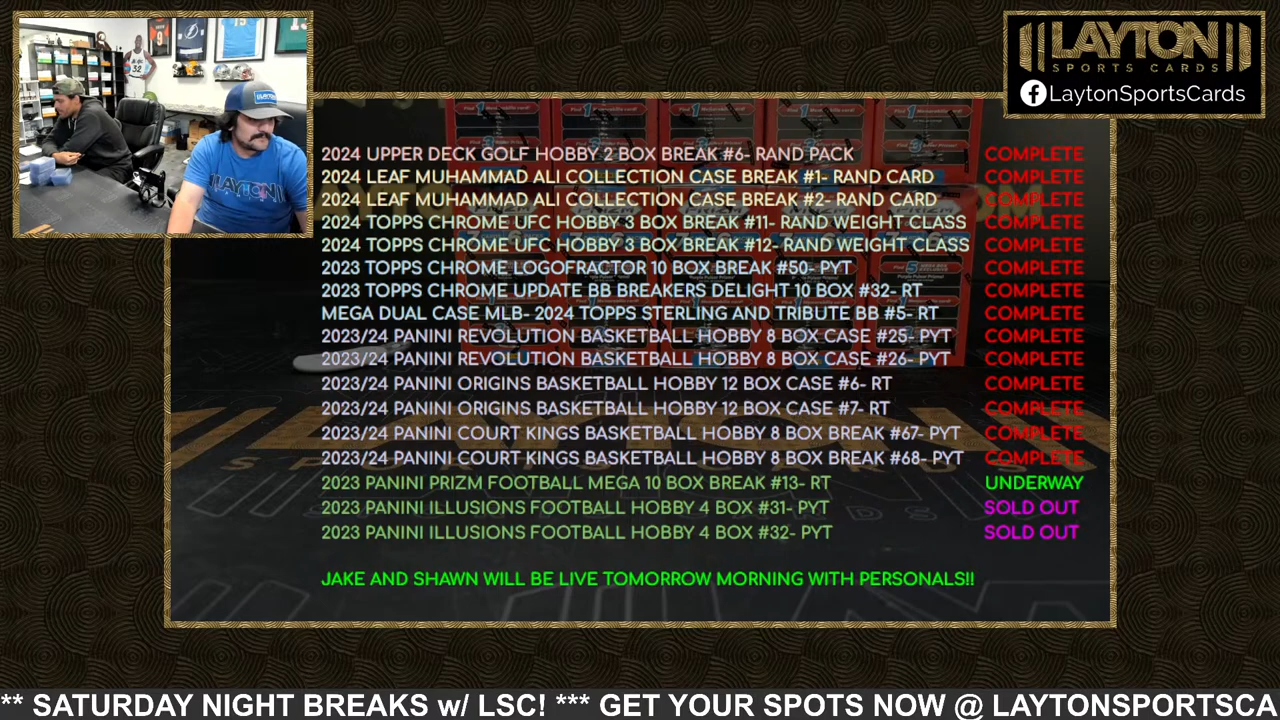 LAYTON
SPORTS CARDS
LaytonSportsCards
2024 UPPER DECK GOLF HOBBY 2 BOX BREAK #6- RAND PACK COMPLETE
2024 LEAF MUHAMMAD ALI COLLECTION CASE BREAK #1- RAND CARD COMPLETE
2024 LEAF MUHAMMAD ALI COLLECTION CASE BREAK #2- RAND CARD COMPLETE
2024 TOPPS CHROME UFC HOBBY 3 BOX BREAK #11- RAND WEIGHT CLASS COMPLETE
2024 TOPPS CHROME UFC HOBBY 3 BOX BREAK #12- RAND WEIGHT CLASS COMPLETE
2023 TOPPS CHROME LOGOFRACTOR 10 BOX BREAK #50- PYT COMPLETE
2023 TOPPS CHROME UPDATE BB BREAKERS DELIGHT 10 BOX #32- RT COMPLETE
MEGA DUAL CASE MLB- 2024 TOPPS STERLING AND TRIBUTE BB #5- RT COMPLETE
2023/24 PANINI REVOLUTION BASKETBALL HOBBY 8 BOX CASE #25- PYT COMPLETE
2023/24 PANINI REVOLUTION BASKETBALL HOBBY 8 BOX CASE #26- PYT COMPLETE
2023/24 PANINI ORIGINS BASKETBALL HOBBY 12 BOX CASE #6- RT COMPLETE
2023/24 PANINI ORIGINS BASKETBALL HOBBY 12 BOX CASE #7- RT COMPLETE
2023/24 PANINI COURT KINGS BASKETBALL HOBBY 8 BOX BREAK #67- PYT COMPLETE
2023/24 PANINI COURT KINGS BASKETBALL HOBBY 8 BOX BREAK #68- PYT COMPLETE
2023 PANINI PRIZM FOOTBALL MEGA 10 BOX BREAK #13- RT UNDERWAY
2023 PANINI ILLUSIONS FOOTBALL HOBBY 4 BOX #31- PYT SOLD OUT
2023 PANINI ILLUSIONS FOOTBALL HOBBY 4 BOX #32- PYT SOLD OUT
JAKE AND SHAWN WILL BE LIVE TOMORROW MORNING WITH PERSONALS!!
** SATURDAY NIGHT BREAKS w/ LSC! *** GET YOUR SPOTS NOW @ LAYTONSPORTSCA